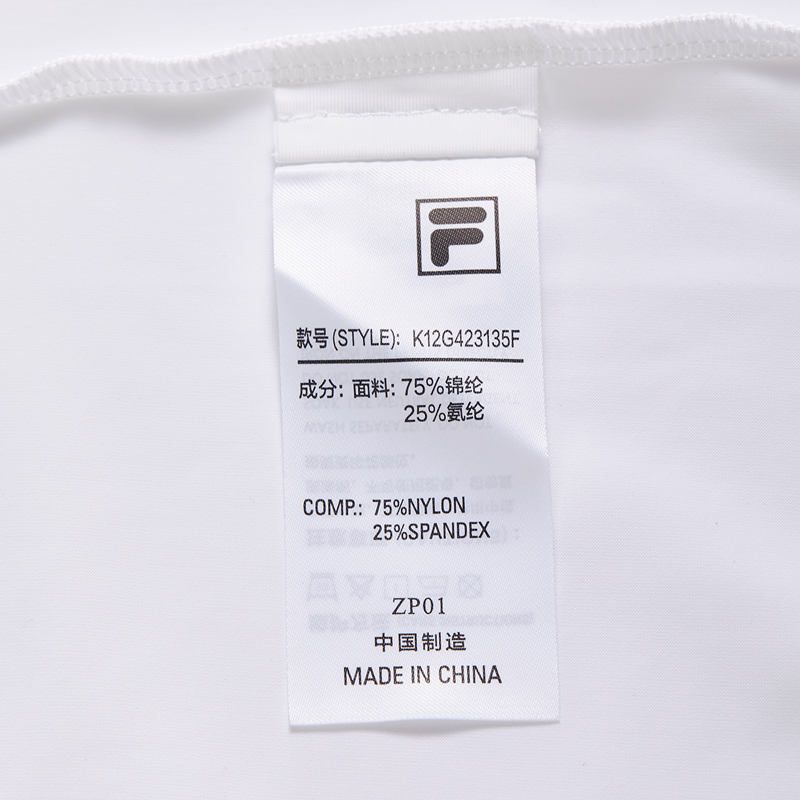 F
款号(STYLE): K12G423135F
成分: 面料: 75%锦纶
25%氨纶
COMP.: 75%NYLON
25%SPANDEX
ZP01
中国制造
MADE IN CHINA